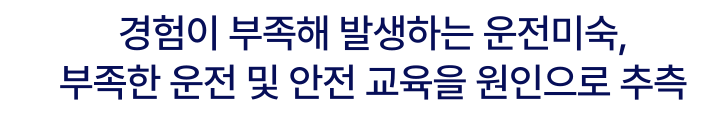 경험이 부족해 발생하는 운전미숙,
부족한 운전 및 안전 교육을 원인으로 추측